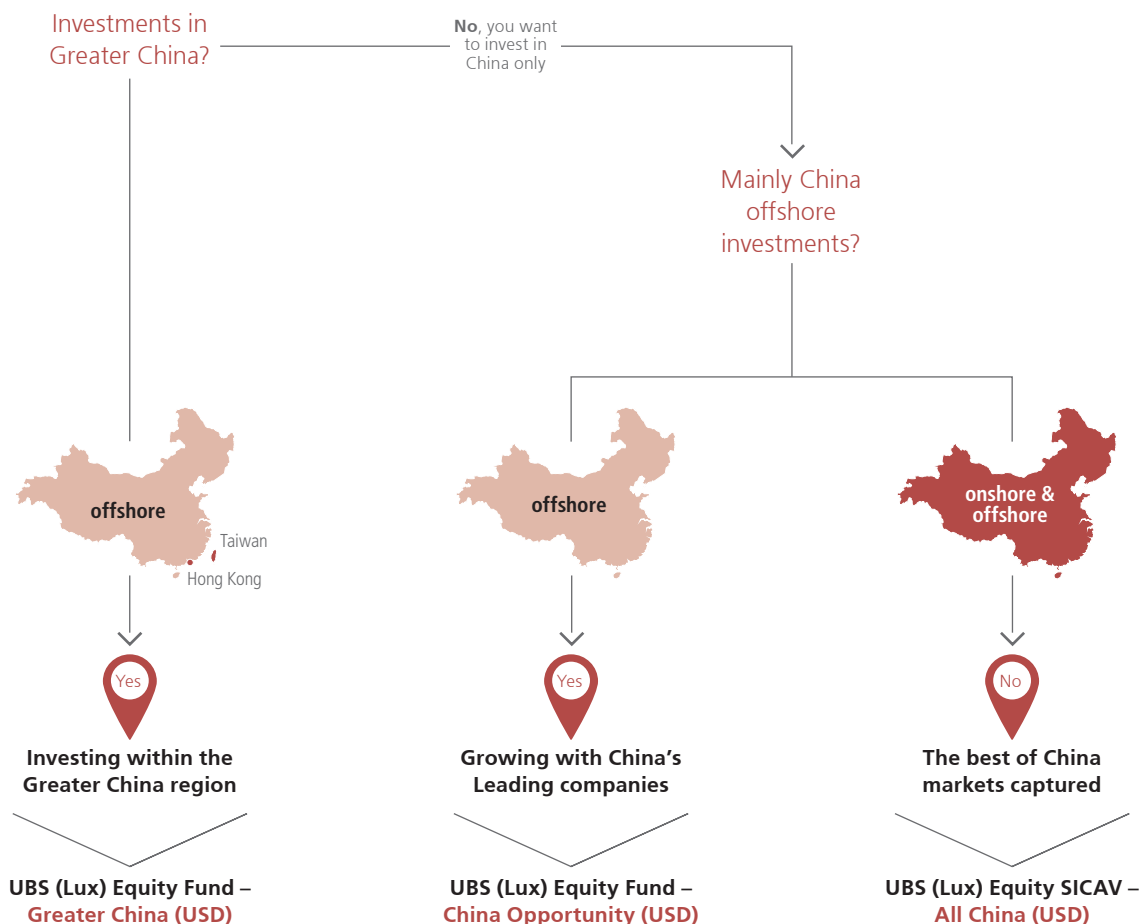 Investments in
Greater China?
No, you want
to invest in
China only
Mainly China
offshore
investments?
offshore
Taiwan
Hong Kong
offshore
onshore &
offshore
Yes
Yes
No
Investing within the
Greater China region
Growing with China’s
Leading companies
The best of China
markets captured
UBS (Lux) Equity Fund –
Greater China (USD)
UBS (Lux) Equity Fund –
China Opportunity (USD)
UBS (Lux) Equity SICAV –
All China (USD)